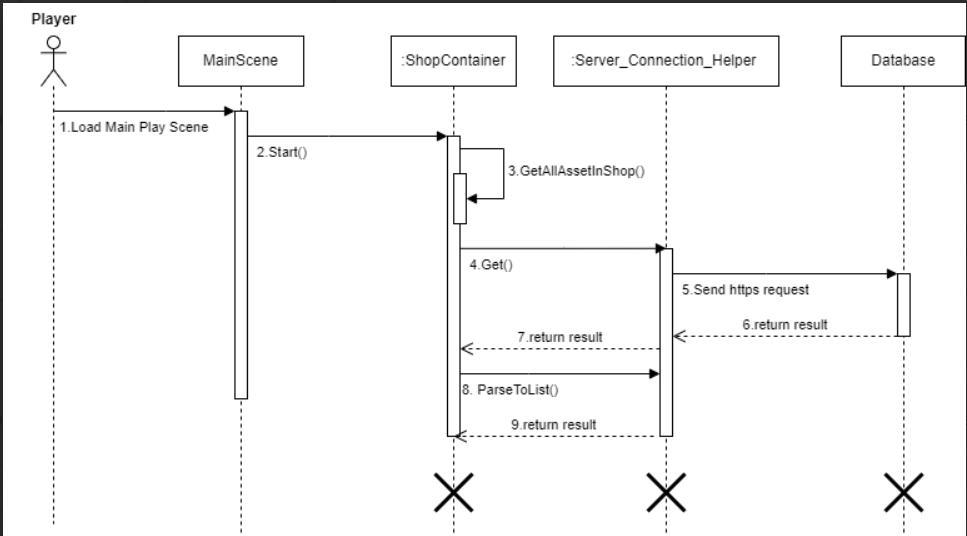 Player
MainScene
:ShopContainer
:Server_Connection_Helper
Database
1.Load Main Play Scene
2.Start()
3.GetAllAssetInShop()
4.Get()
5.Send https request
6.return result
7.return result
8. ParseToList()
9.return result